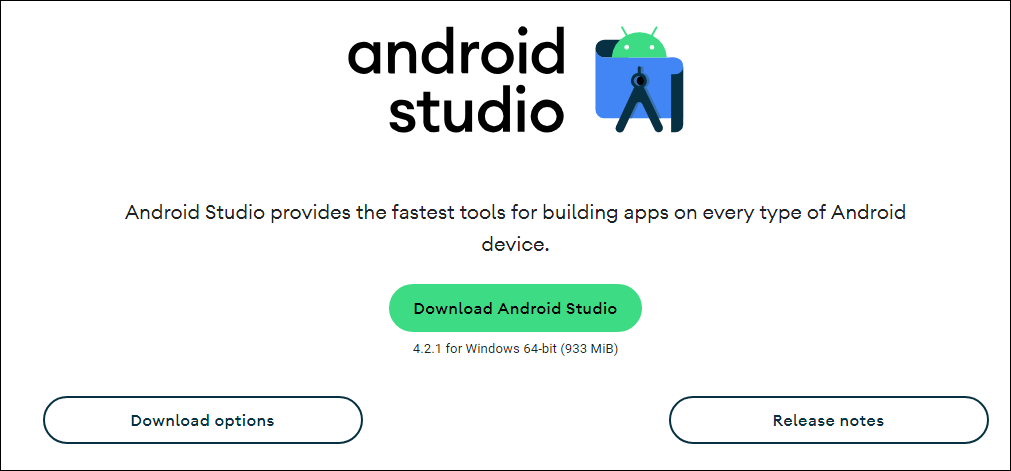 android
studio
Android Studio provides the fastest tools for building apps on every type of Android
device.
Download Android Studio
4.2.1 for Windows 64-bit (933 MiB)
Download options
Release notes